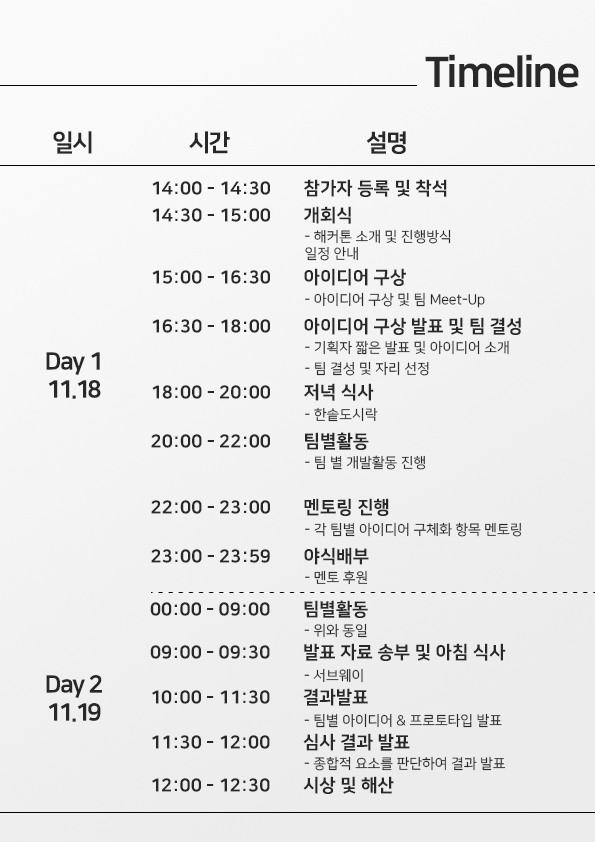 Timeline
일시 시간 설명
14:00 - 14:30 참가자 등록 및 착석
14:30 - 15:00 개회식
- 해커톤 소개 및 진행방식
일정 안내
15:00 - 16:30 아이디어 구상
- 아이디어 구상 및 팀 Meet-Up
16:30 - 18:00 아이디어 구상 발표 및 팀 결성
- 기획자 짧은 발표 및 아이디어 소개
Day 1
- 팀 결성 및 자리 선정
11.18
18:00 - 20:00 저녁 식사
- 한솥도시락
20:00 - 22:00 팀별활동
- 팀 별 개발활동 진행
22:00 - 23:00 멘토링 진행
- 각 팀별 아이디어 구체화 항목 멘토링
23:00 - 23:59 야식배부
- 멘토 후원
00:00 - 09:00 팀별활동
- 위와 동일
09:00 - 09:30 발표 자료 송부 및 아침 식사
- 서브웨이
Day 2
10:00 - 11:30 결과발표
11.19
- 팀별 아이디어 & 프로토타입 발표
11:30 - 12:00 심사 결과 발표
- 종합적 요소를 판단하여 결과 발표
12:00 - 12:30 시상 및 해산